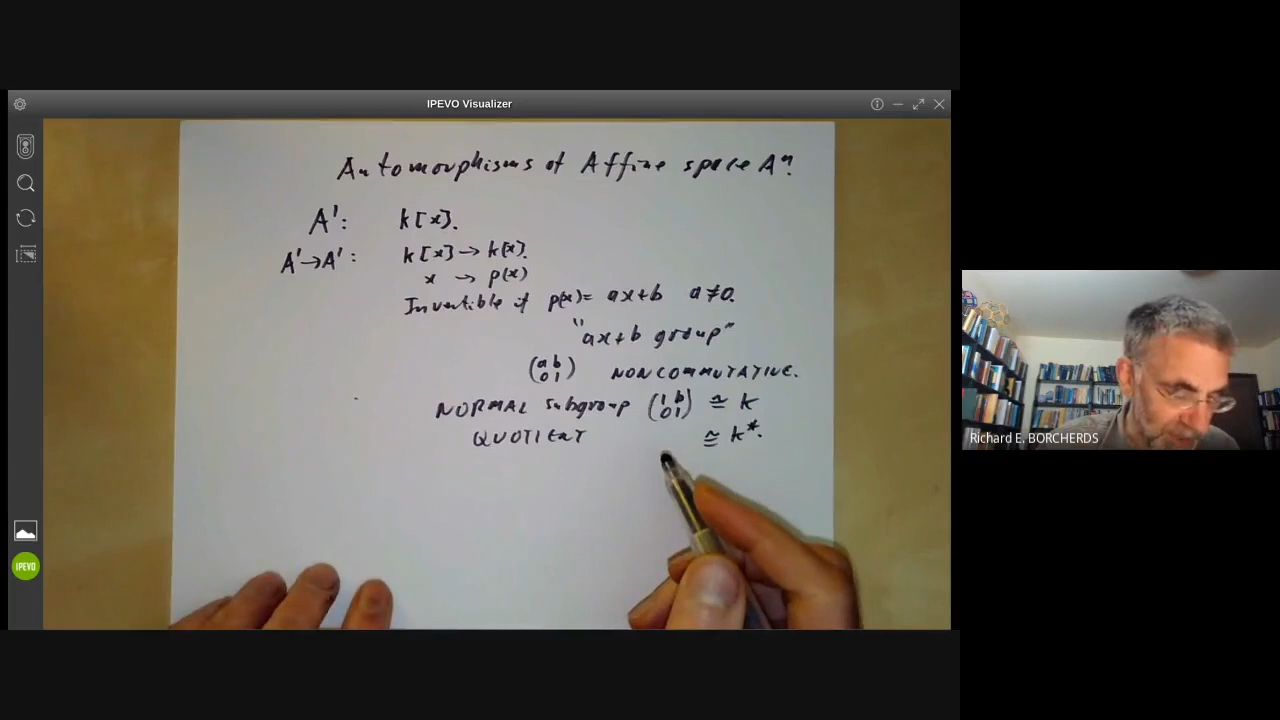 IPEVO Visualizer
Automorphisms of Affine space Aⁿ.
A¹: k[x].
A¹→A¹: k[x] → k[x].
x → p(x)
Invertible if p(x)= ax+b a≠0.
"ax+b group"
(a b
0 1) NONCOMMUTATIVE.
NORMAL subgroup (1 b
0 1) ≅ k
QUOTIENT ≅ k*.
IPEVO
Richard E. BORCHERDS